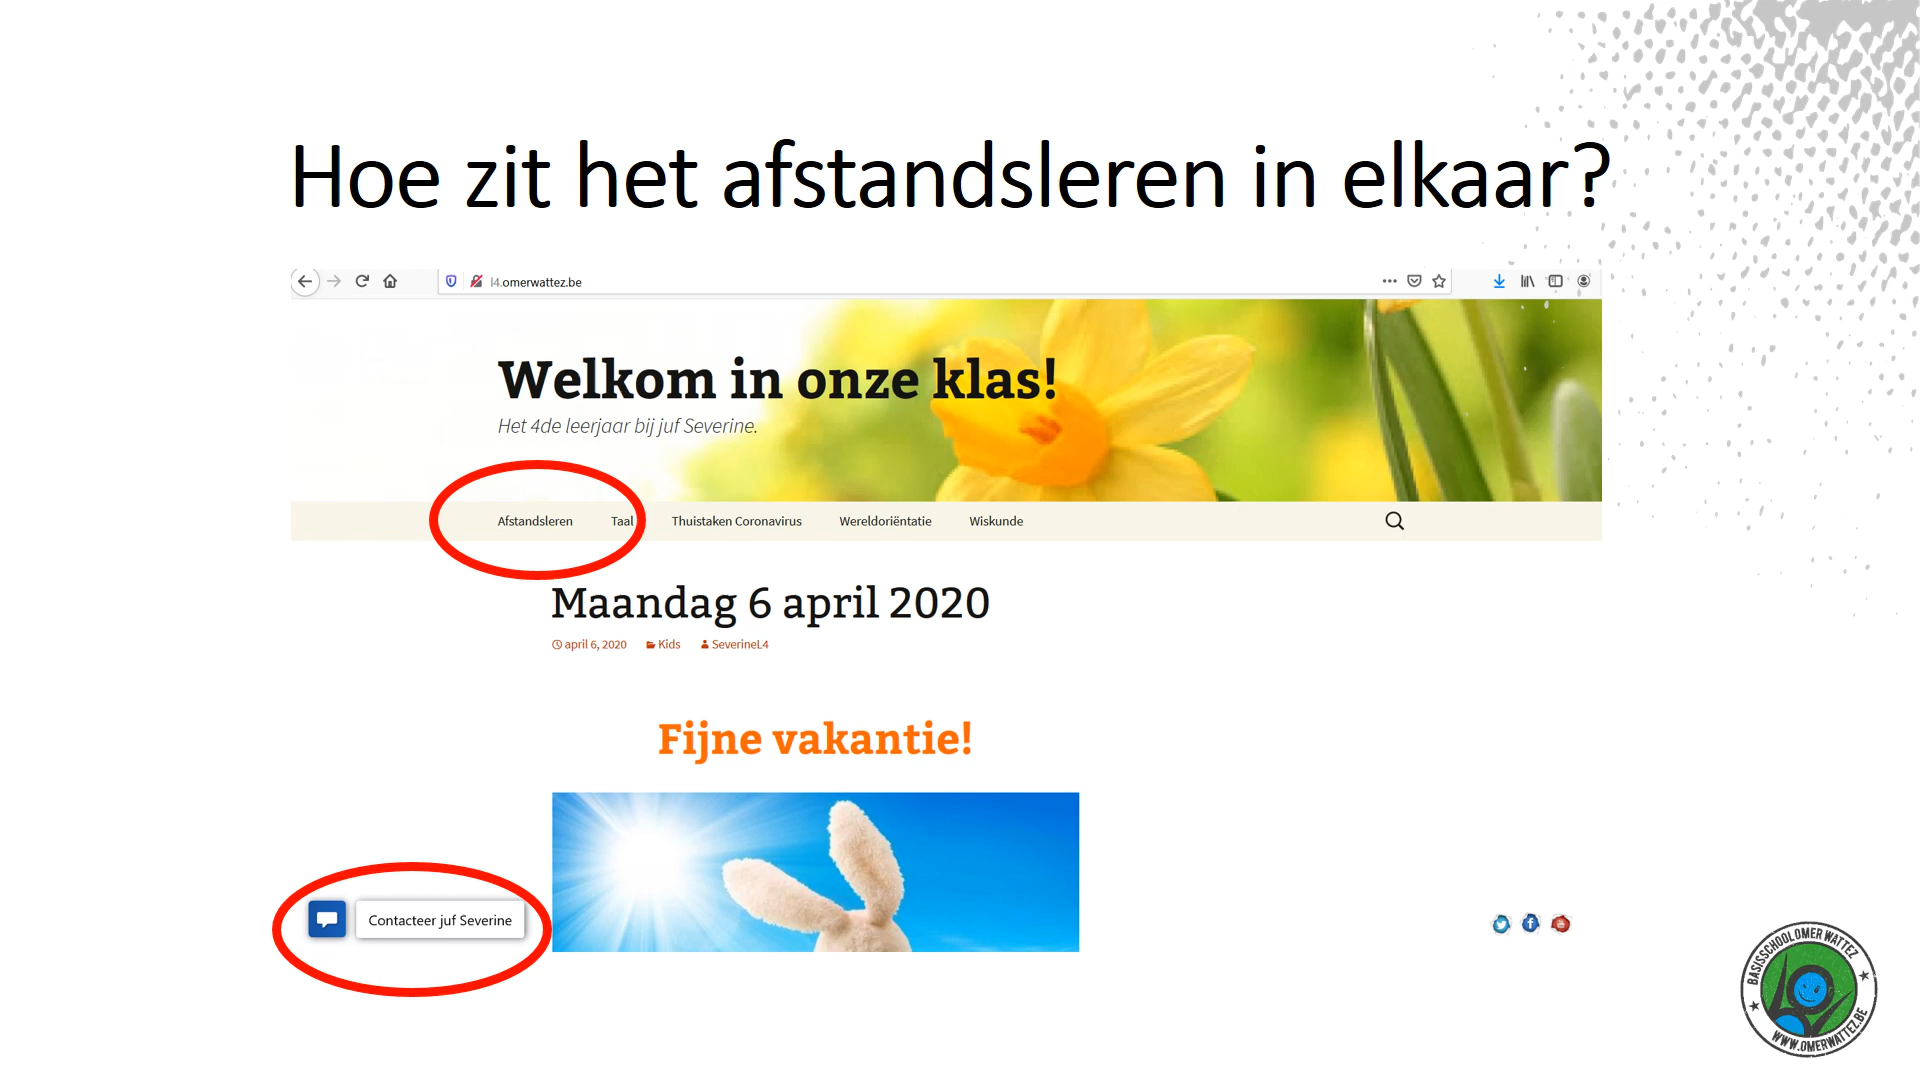 Hoe zit het afstandsleren in elkaar?
l4.omerwattez.be
Welkom in onze klas!
Het 4de leerjaar bij juf Severine.
Afstandsleren Taal Thuistaken Coronavirus Wereldoriëntatie Wiskunde
Maandag 6 april 2020
april 6, 2020 Kids SeverineL4
Fijne vakantie!
Contacteer juf Severine
BASISSCHOOL OMER WATTEZ
WWW.OMERWATTEZ.BE